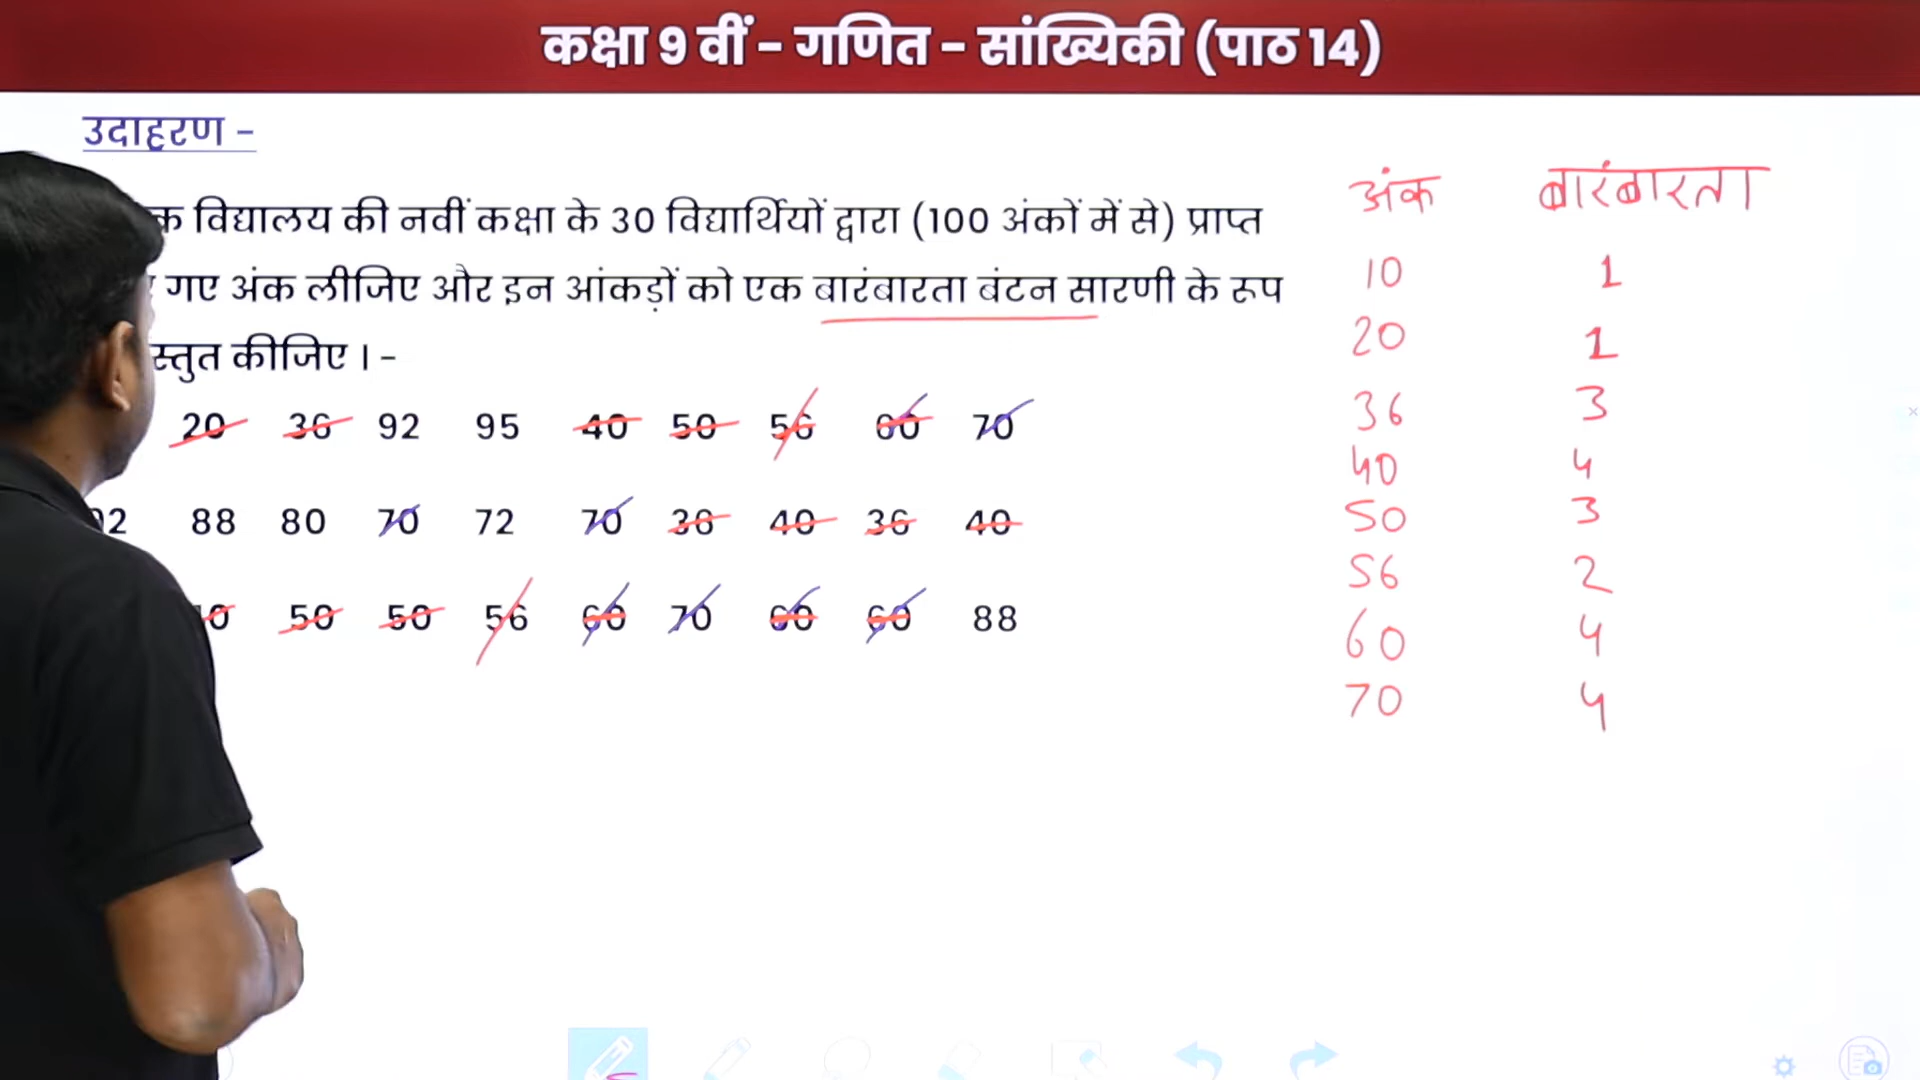 कक्षा 9 वीं - गणित - सांख्यिकी (पाठ 14)
उदाहरण -
क विद्यालय की नवीं कक्षा के 30 विद्यार्थियों द्वारा (100 अंकों में से) प्राप्त
गए अंक लीजिए और इन आंकड़ों को एक बारंबारता बंटन सारणी के रूप
स्तुत कीजिए । -
20 36 92 95 40 50 56 60 70
2 88 80 70 72 70 36 40 36 40
0 50 50 56 60 70 60 60 88
अंक बारंबारता
10 1
20 1
36 3
40 4
50 3
56 2
60 4
70 4